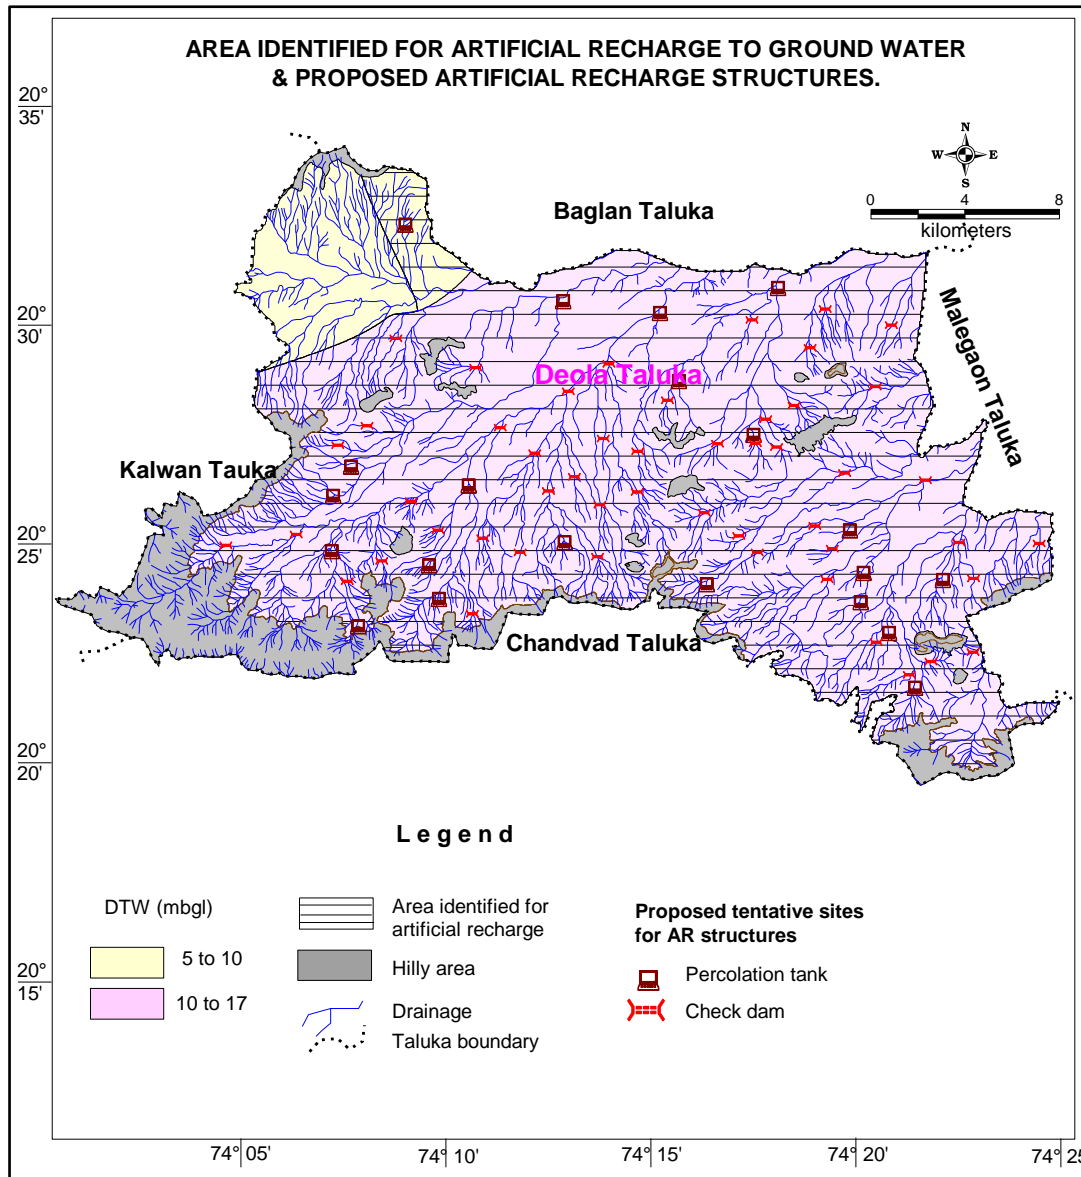 AREA IDENTIFIED FOR ARTIFICIAL RECHARGE TO GROUND WATER
& PROPOSED ARTIFICIAL RECHARGE STRUCTURES.
20°
35'
N
W E
S
0 4 8
kilometers
Baglan Taluka
20°
30'
Malegaon Taluka
Deola Taluka
Kalwan Tauka
20°
25'
Chandvad Taluka
20°
20'
Legend
DTW (mbgl)
5 to 10
10 to 17
Area identified for
artificial recharge
Hilly area
Drainage
Taluka boundary
Proposed tentative sites
for AR structures
Percolation tank
Check dam
20°
15'
74° 05' 74° 10' 74° 15' 74° 20' 74° 25